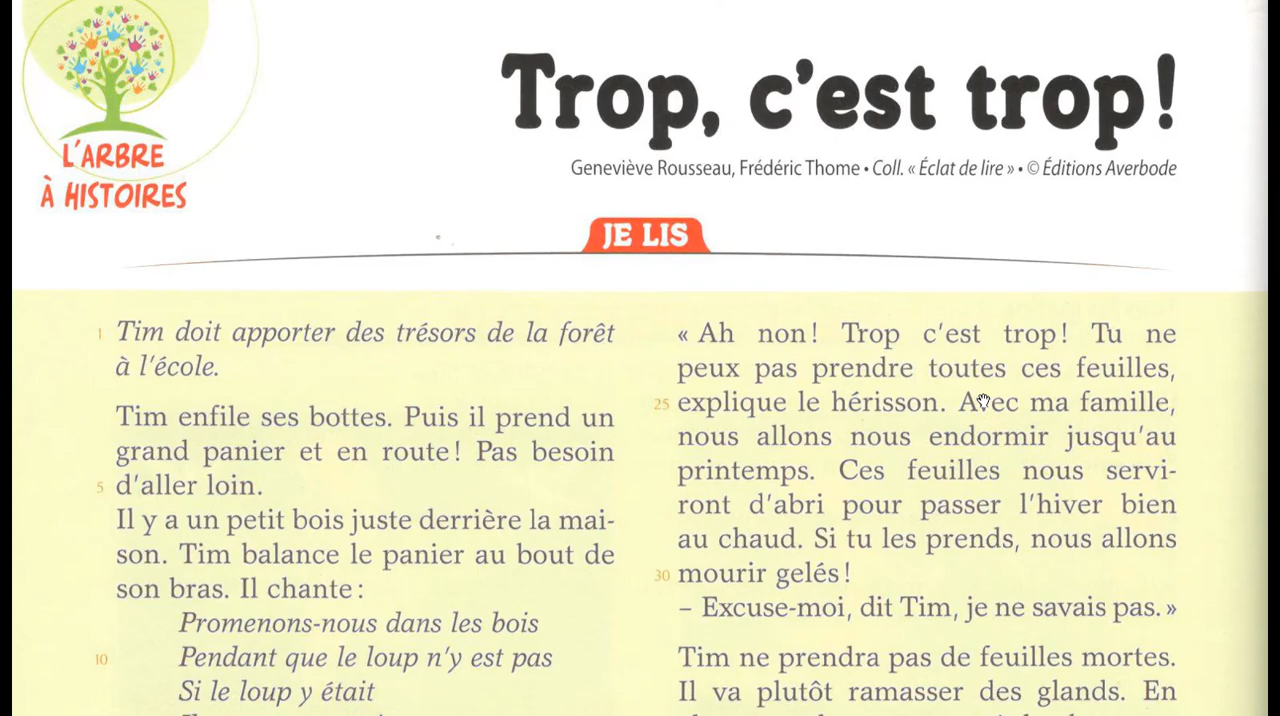 L'ARBRE
À HISTOIRES
Trop, c'est trop !
Geneviève Rousseau, Frédéric Thome • Coll. « Éclat de lire » • © Éditions Averbode
JE LIS
1 Tim doit apporter des trésors de la forêt
à l'école.
Tim enfile ses bottes. Puis il prend un
grand panier et en route ! Pas besoin
5 d'aller loin.
Il y a un petit bois juste derrière la mai-
son. Tim balance le panier au bout de
son bras. Il chante :
Promenons-nous dans les bois
10 Pendant que le loup n'y est pas
Si le loup y était
« Ah non ! Trop c'est trop ! Tu ne
peux pas prendre toutes ces feuilles,
25 explique le hérisson. Avec ma famille,
nous allons nous endormir jusqu'au
printemps. Ces feuilles nous servi-
ront d'abri pour passer l'hiver bien
au chaud. Si tu les prends, nous allons
30 mourir gelés !
– Excuse-moi, dit Tim, je ne savais pas. »
Tim ne prendra pas de feuilles mortes.
Il va plutôt ramasser des glands. En